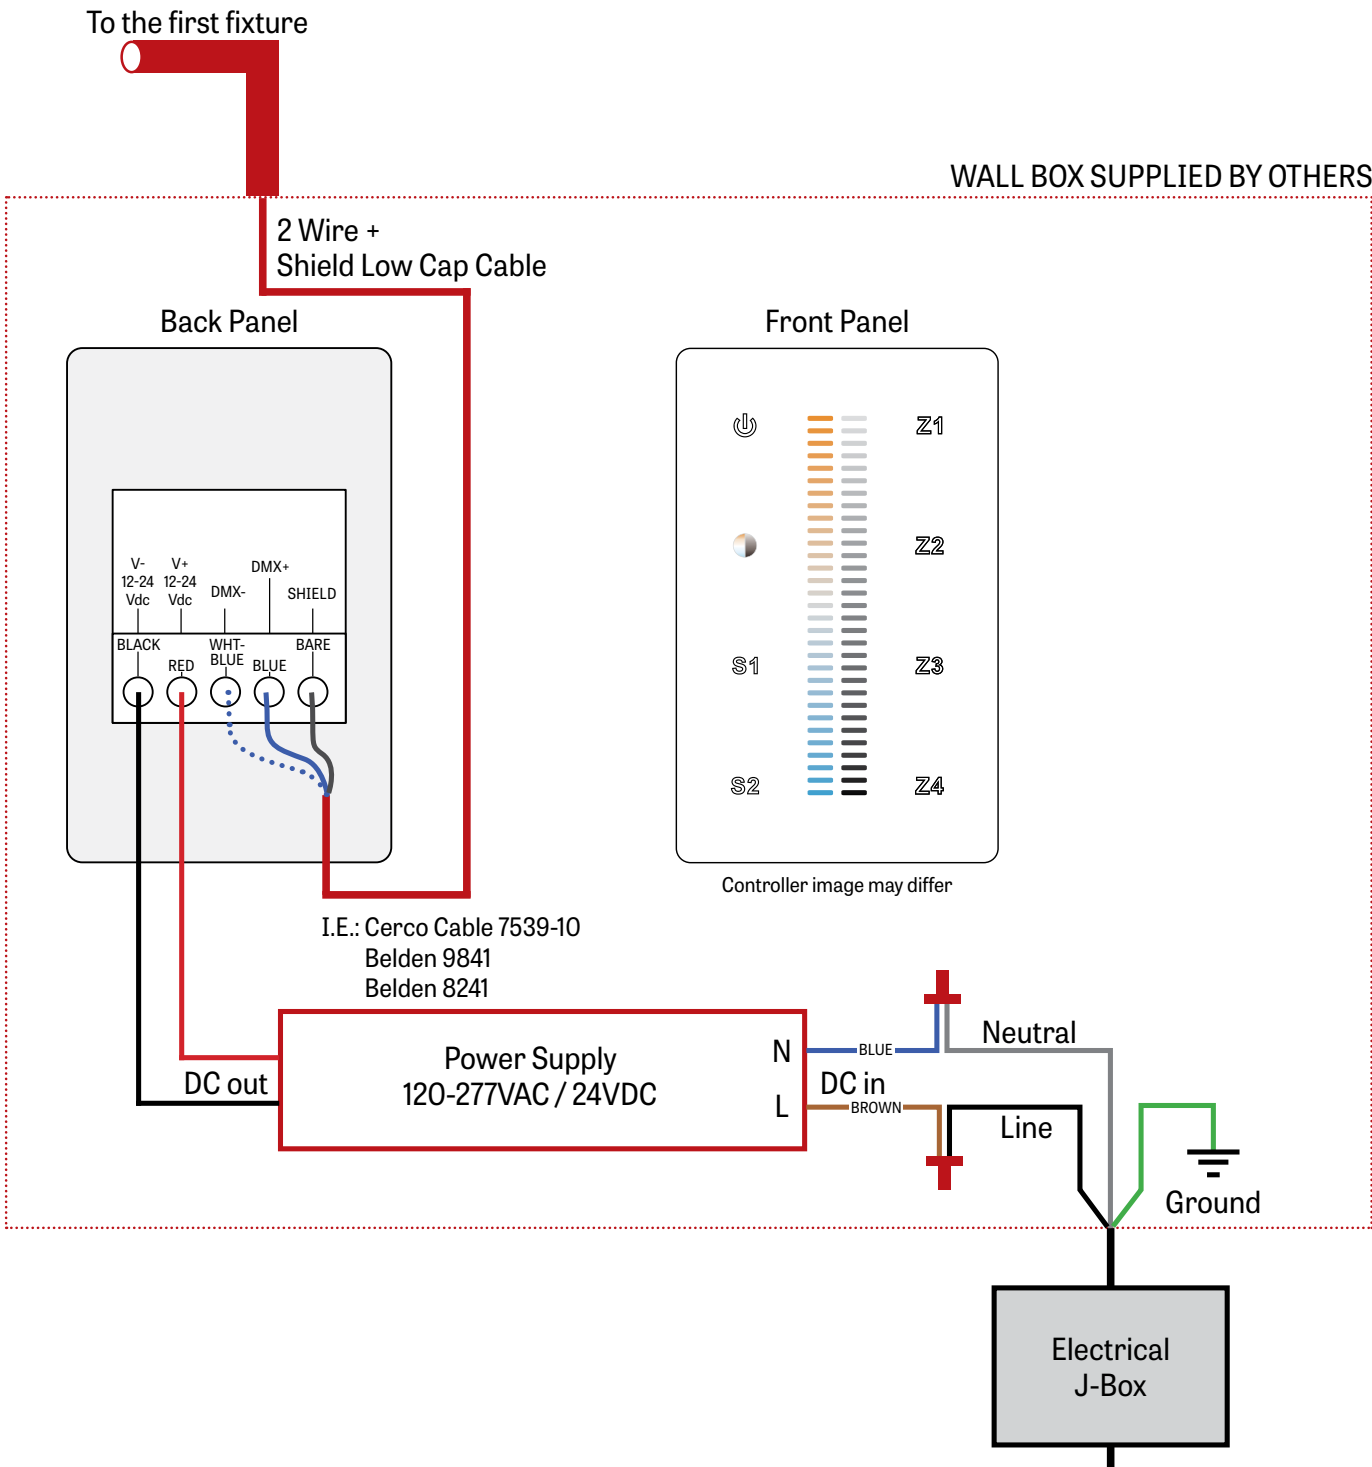 To the first fixture
WALL BOX SUPPLIED BY OTHERS
2 Wire +
Shield Low Cap Cable
Back Panel
V-
12-24
Vdc
V+
12-24
Vdc
DMX-
DMX+
SHIELD
BLACK
RED
WHT-
BLUE
BLUE
BARE
Front Panel
Z1
Z2
S1
Z3
S2
Z4
Controller image may differ
I.E.: Cerco Cable 7539-10
Belden 9841
Belden 8241
DC out
Power Supply
120-277VAC / 24VDC
N
L
BLUE
DC in
BROWN
Neutral
Line
Ground
Electrical
J-Box